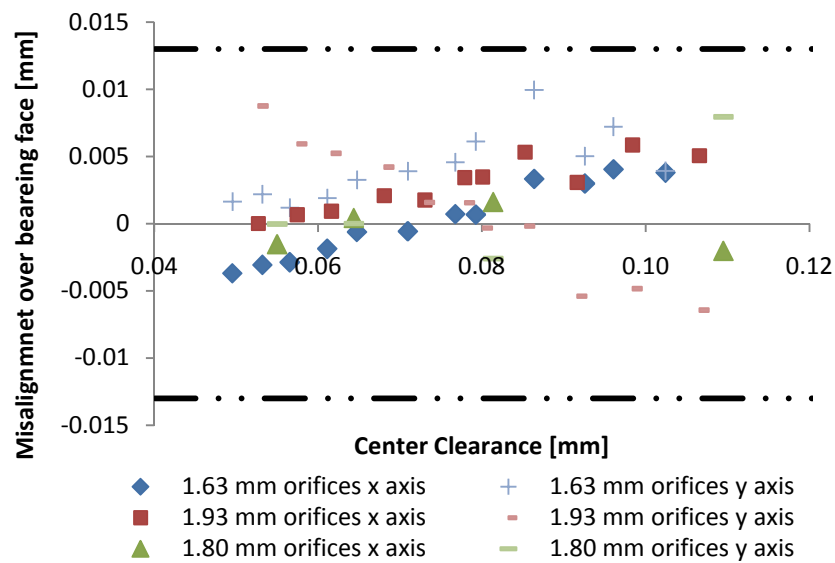 Misalignmnet over beareing face [mm]
0.015
0.01
0.005
0
-0.005
-0.01
-0.015
0.04
0.06
0.08
0.10
0.12
Center Clearance [mm]
1.63 mm orifices x axis
1.63 mm orifices y axis
1.93 mm orifices x axis
1.93 mm orifices y axis
1.80 mm orifices x axis
1.80 mm orifices y axis